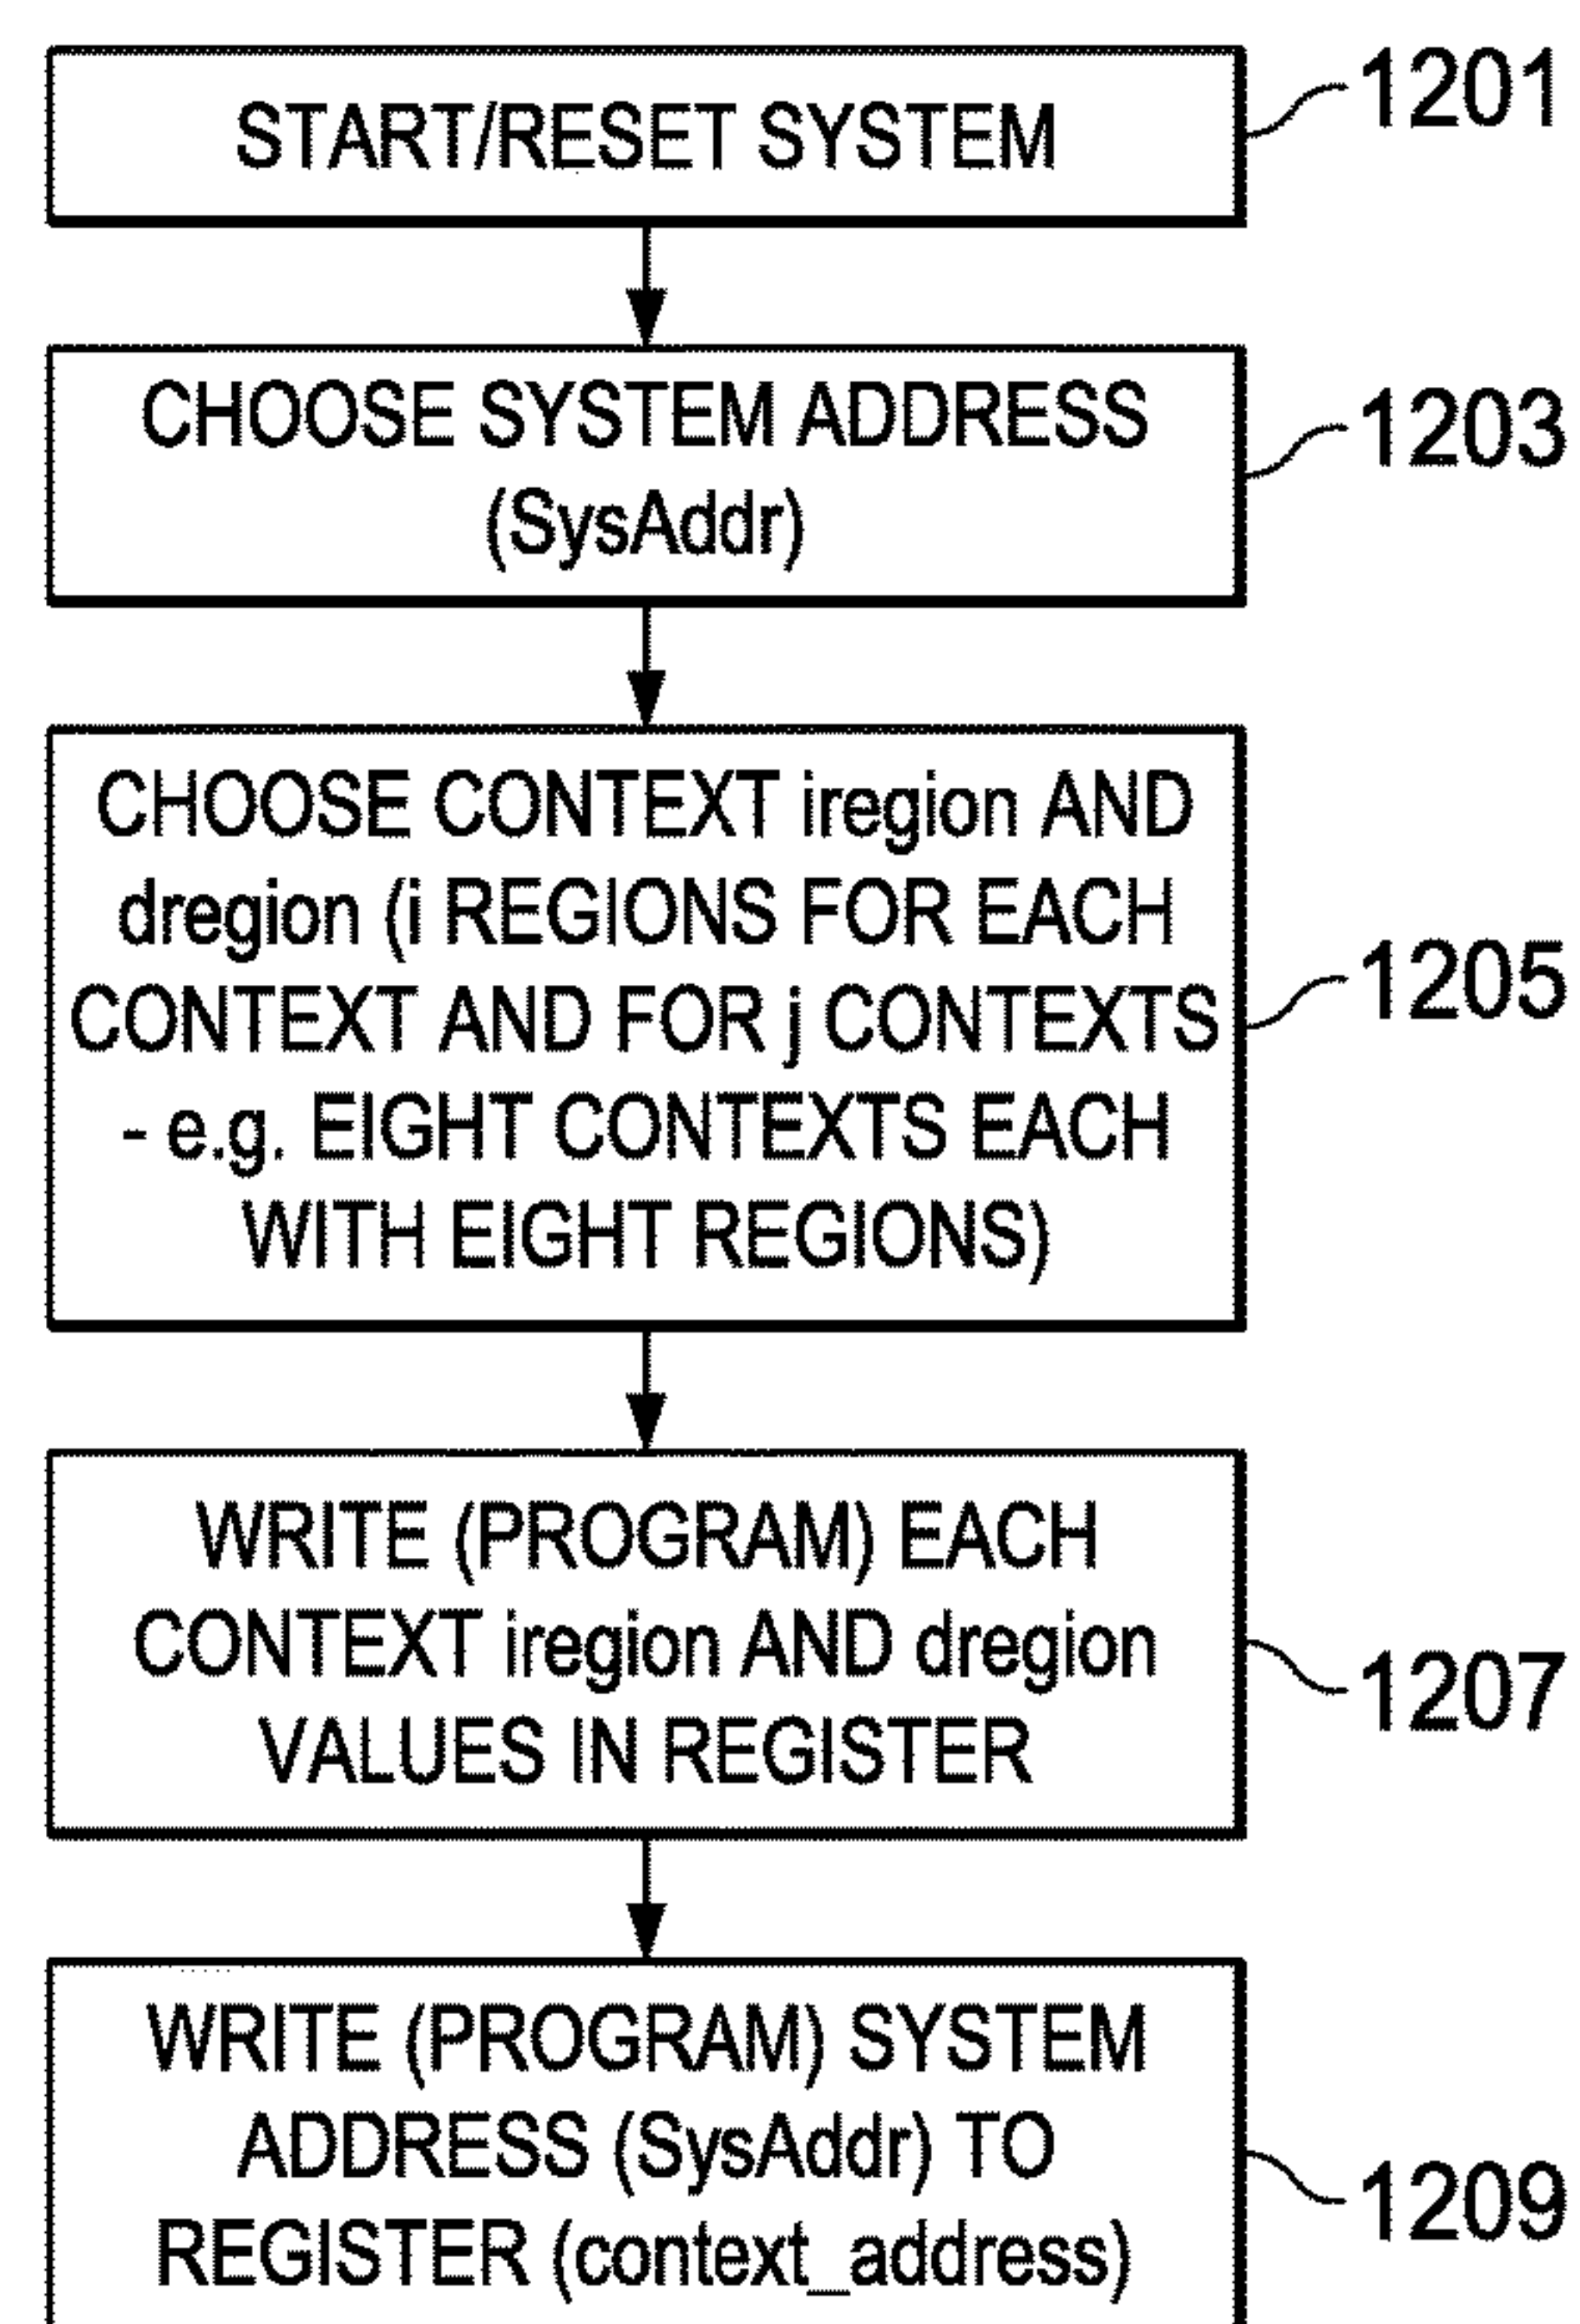 START/RESET SYSTEM
1201
CHOOSE SYSTEM ADDRESS
(SysAddr)
1203
CHOOSE CONTEXT iregion AND
dregion (i REGIONS FOR EACH
CONTEXT AND FOR j CONTEXTS
- e.g. EIGHT CONTEXTS EACH
WITH EIGHT REGIONS)
1205
WRITE (PROGRAM) EACH
CONTEXT iregion AND dregion
VALUES IN REGISTER
1207
WRITE (PROGRAM) SYSTEM
ADDRESS (SysAddr) TO
REGISTER (context_address)
1209